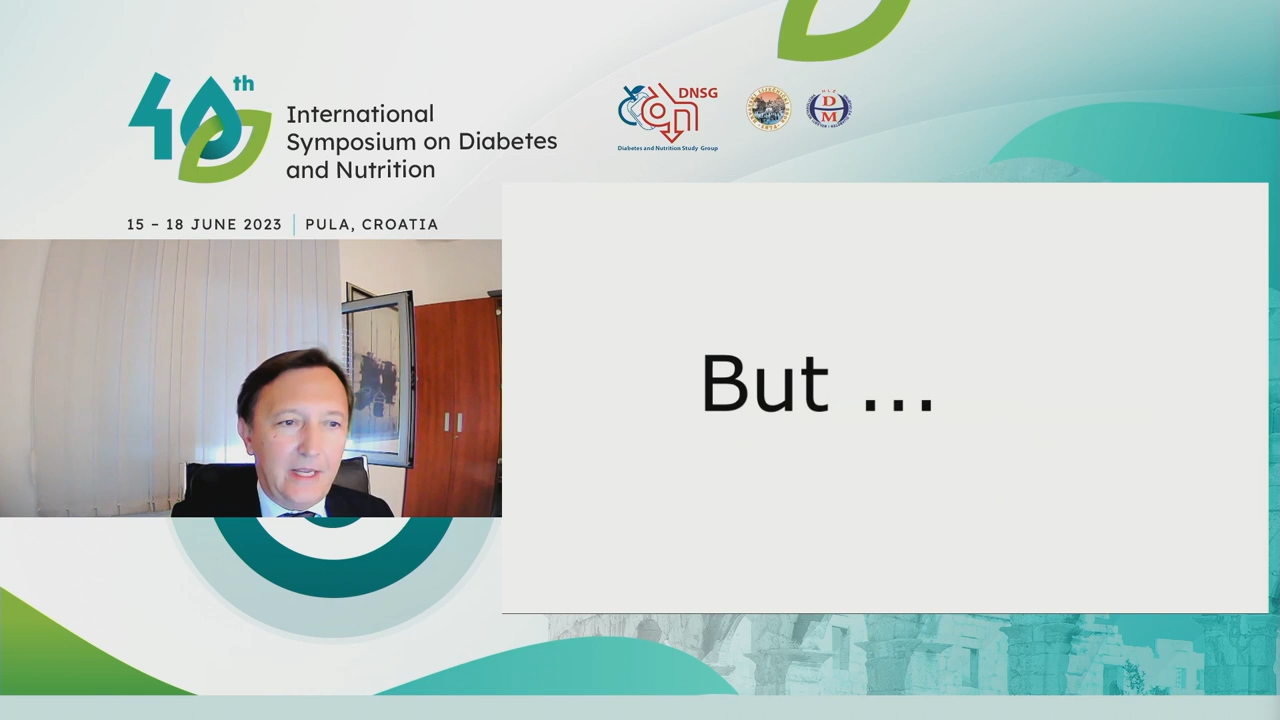 40th
International
Symposium on Diabetes
and Nutrition
15 – 18 JUNE 2023 | PULA, CROATIA
DNSG
Diabetes and Nutrition Study Group
DM
But ...